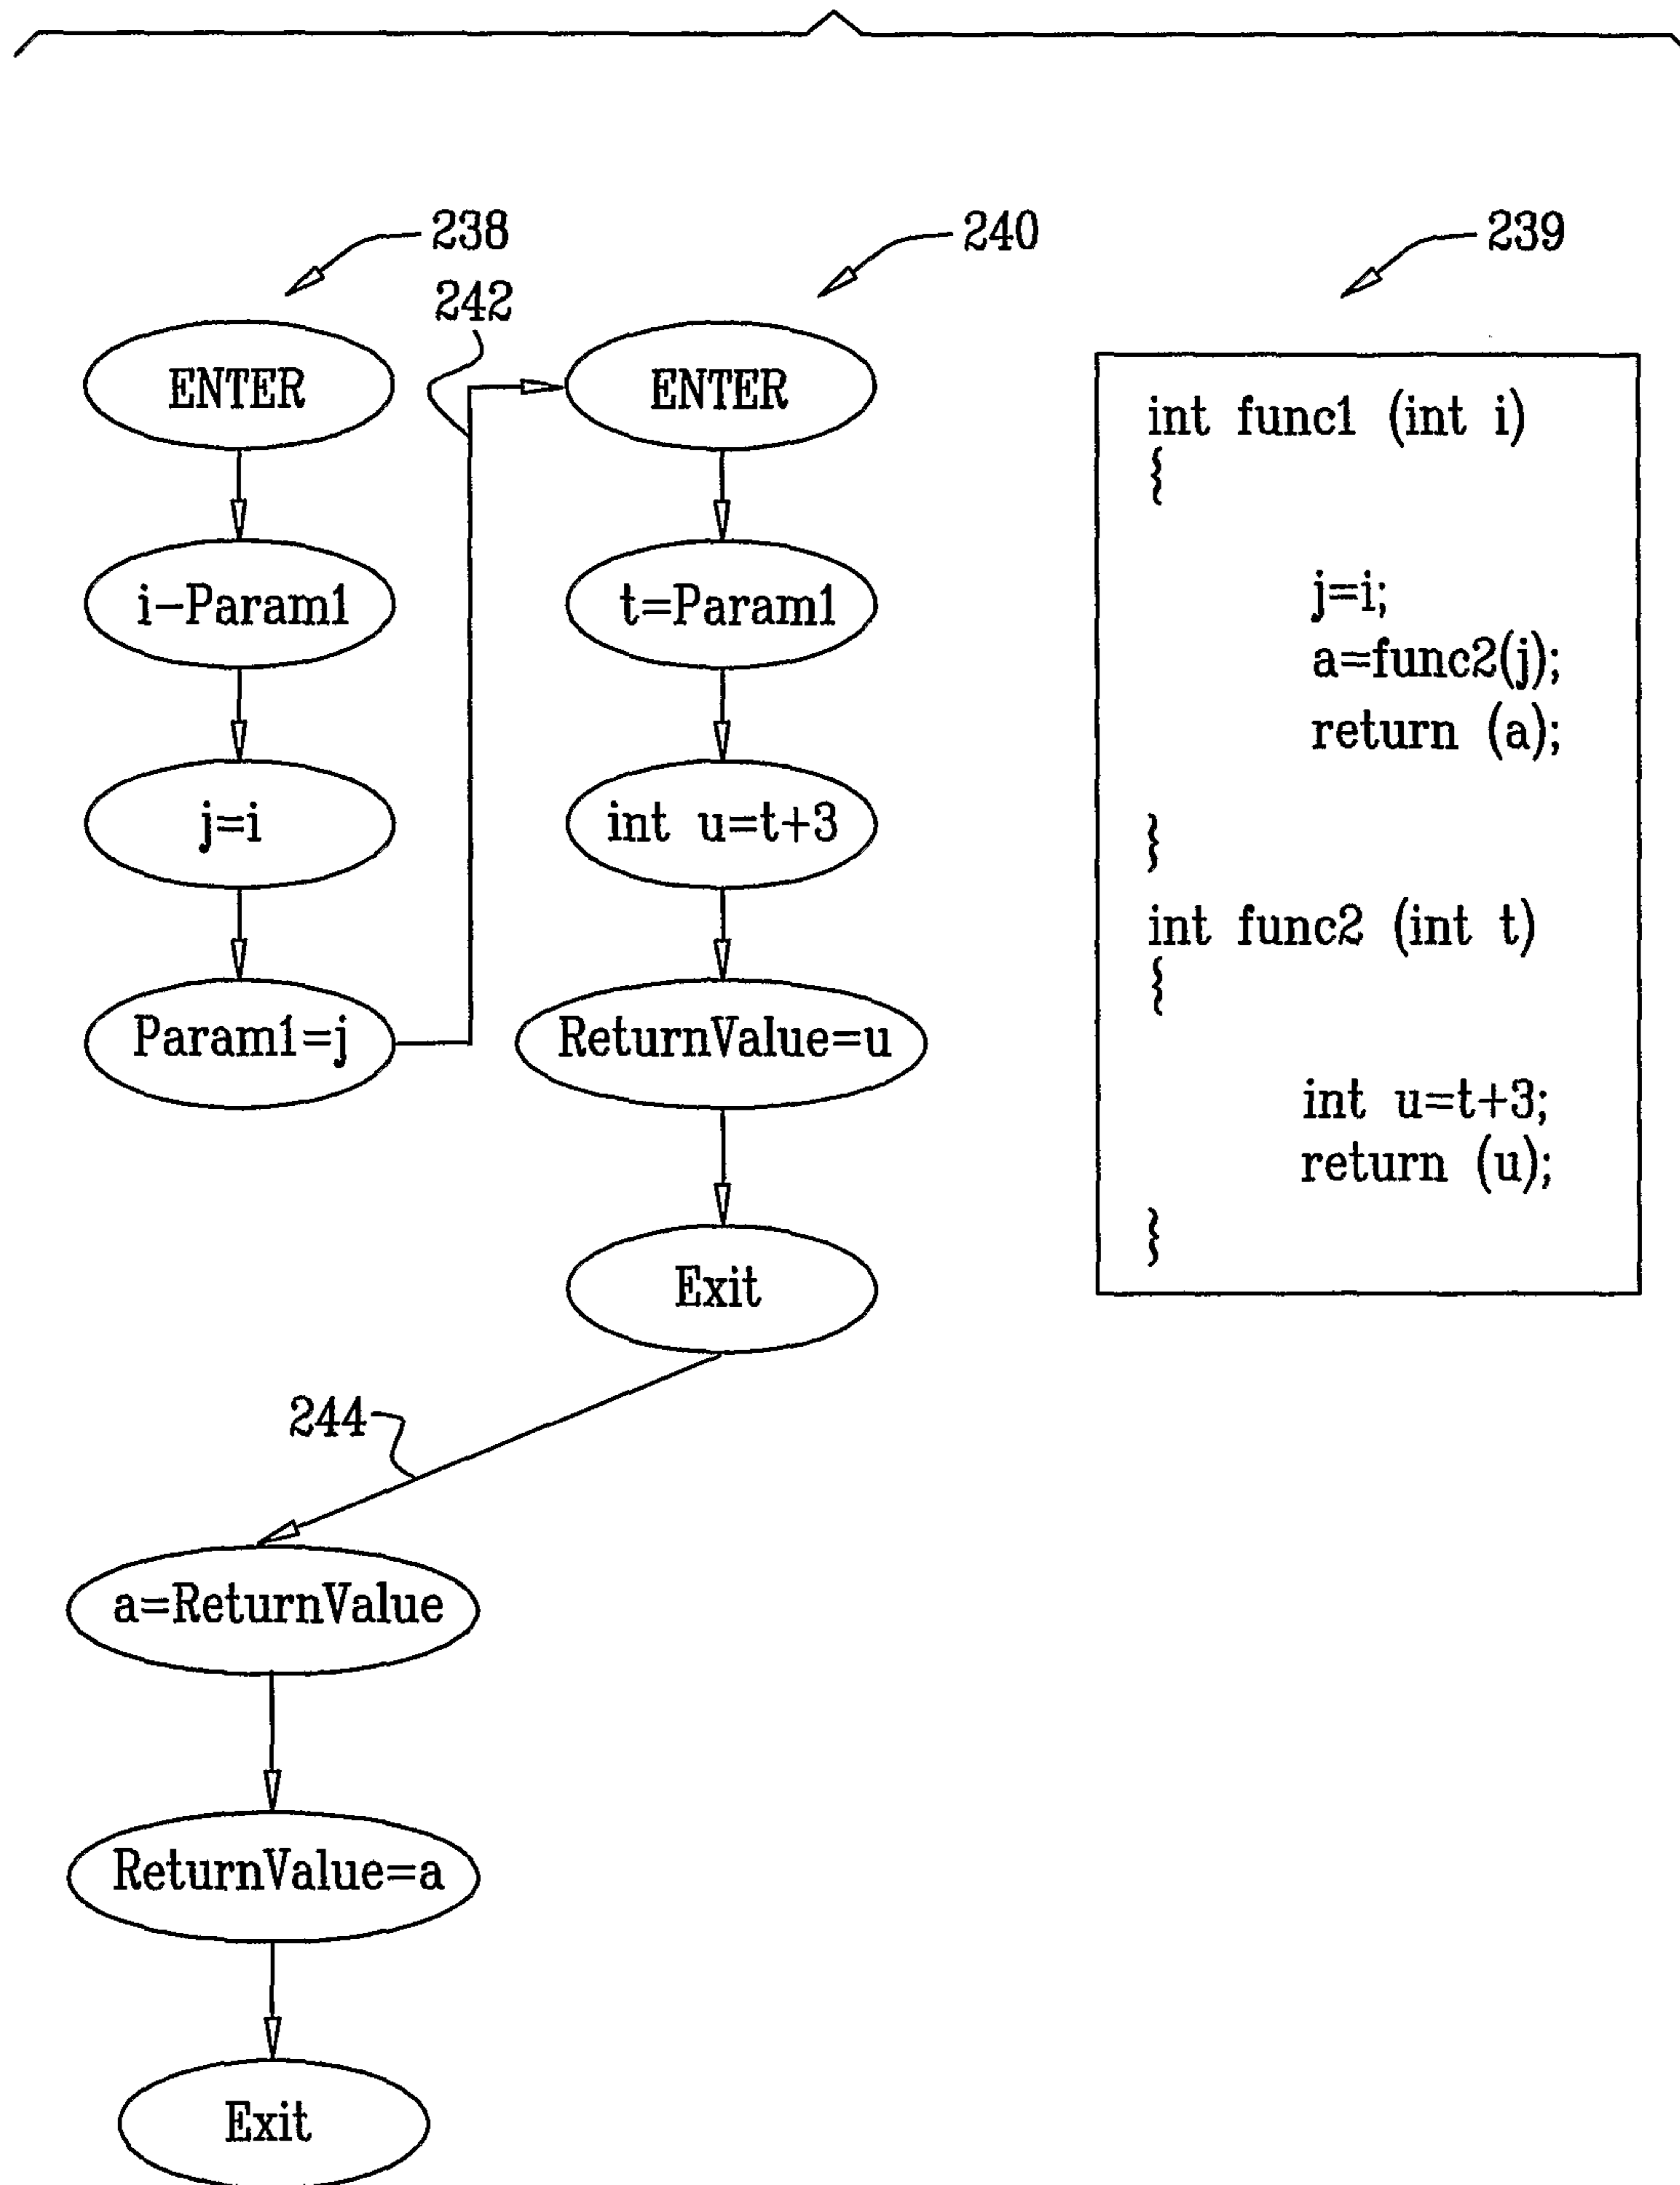 238
242
ENTER
i-Param1
j=i
Param1=j
240
ENTER
t=Param1
int u=t+3
ReturnValue=u
Exit
244
a=ReturnValue
ReturnValue=a
Exit
239
int func1 (int i)
{
j=i;
a=func2(j);
return (a);
}
int func2 (int t)
{
int u=t+3;
return (u);
}